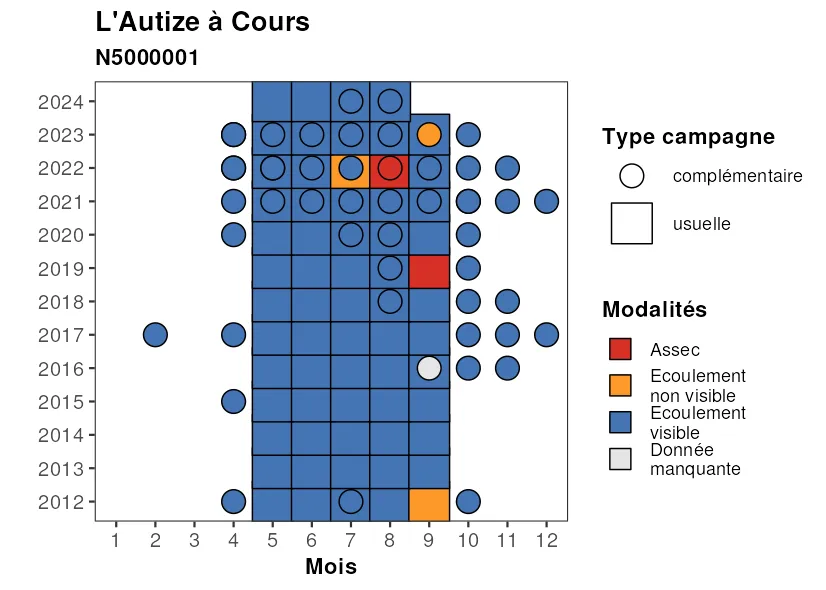 L'Autize à Cours
N5000001
2024
2023
2022
2021
2020
2019
2018
2017
2016
2015
2014
2013
2012
1 2 3 4 5 6 7 8 9 10 11 12
Mois
Type campagne
complémentaire
usuelle
Modalités
Assec
Ecoulement
non visible
Ecoulement
visible
Donnée
manquante